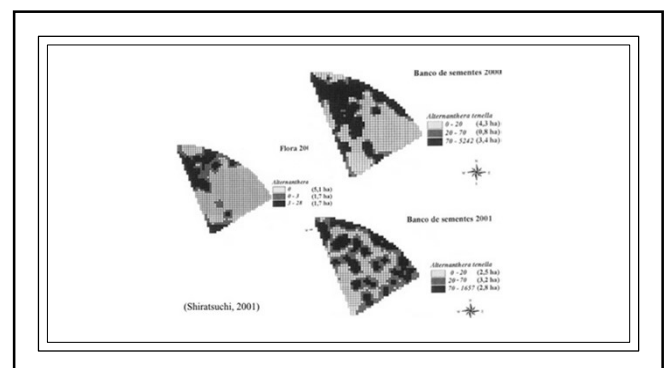 Banco de sementes 2000
Alternanthera tenella
0 - 20 (4,3 ha)
20 - 70 (0,8 ha)
70 - 5242 (3,4 ha)
Flora 20
Alternanthera
0 (5,1 ha)
0 - 3 (1,7 ha)
3 - 28 (1,7 ha)
Banco de sementes 2001
Alternanthera tenella
0 - 20 (2,5 ha)
20 - 70 (3,2 ha)
70 - 1657 (2,8 ha)
(Shiratsuchi, 2001)